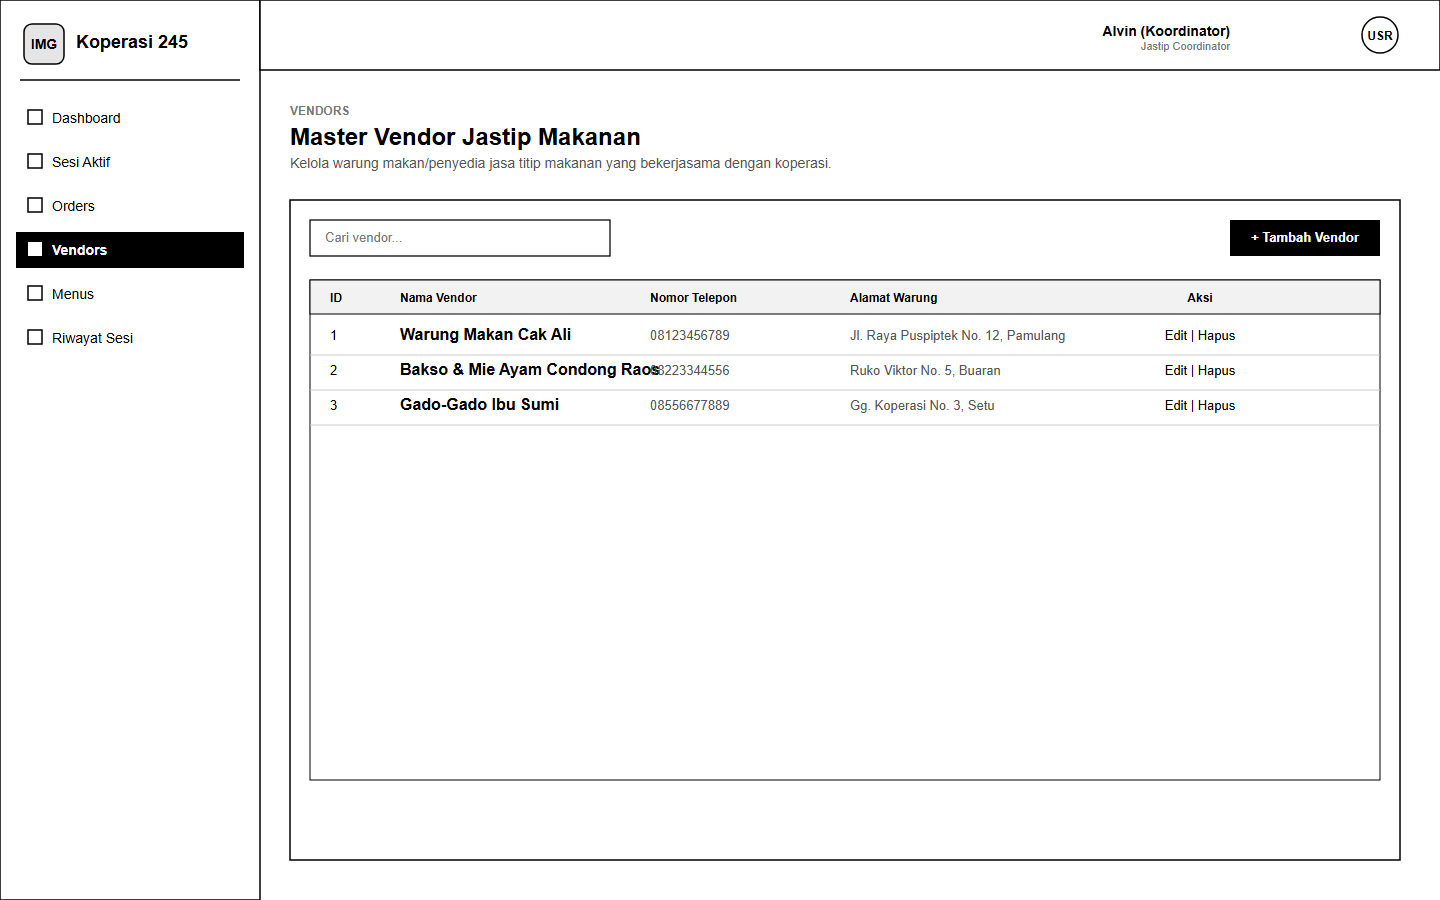 IMG
Koperasi 245
Alvin (Koordinator)
Jastip Coordinator
USR
Dashboard
Sesi Aktif
Orders
Vendors
Menus
Riwayat Sesi
VENDORS
Master Vendor Jastip Makanan
Kelola warung makan/penyedia jasa titip makanan yang bekerjasama dengan koperasi.
Cari vendor...
+ Tambah Vendor
ID Nama Vendor Nomor Telepon Alamat Warung Aksi
1 Warung Makan Cak Ali 08123456789 Jl. Raya Puspiptek No. 12, Pamulang Edit | Hapus
2 Bakso & Mie Ayam Condong Raos 08223344556 Ruko Viktor No. 5, Buaran Edit | Hapus
3 Gado-Gado Ibu Sumi 08556677889 Gg. Koperasi No. 3, Setu Edit | Hapus